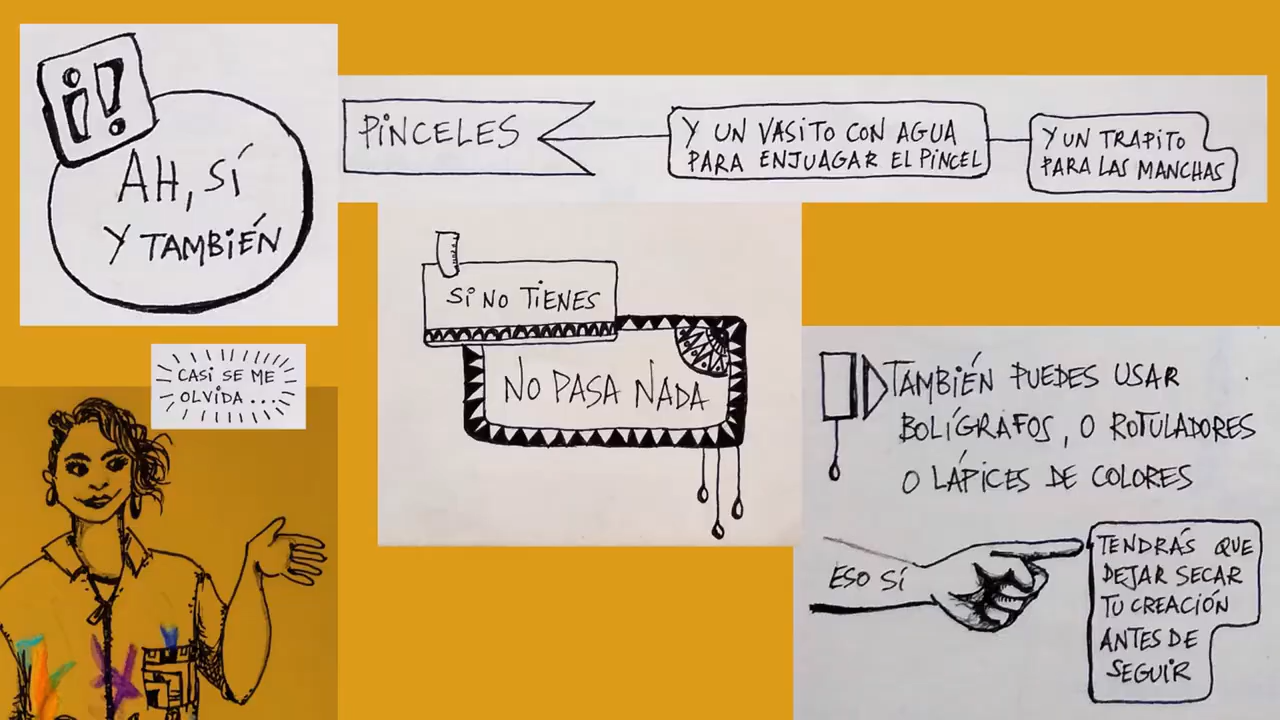 ¡!
AH, SÍ
Y TAMBIÉN
PINCELES
Y UN VASITO CON AGUA
PARA ENJUAGAR EL PINCEL
Y UN TRAPITO
PARA LAS MANCHAS
CASI SE ME
OLVIDA...
SI NO TIENES
NO PASA NADA
TAMBIÉN PUEDES USAR
BOLÍGRAFOS, O ROTULADORES
O LÁPICES DE COLORES
ESO SÍ
TENDRÁS QUE
DEJAR SECAR
TU CREACIÓN
ANTES DE
SEGUIR